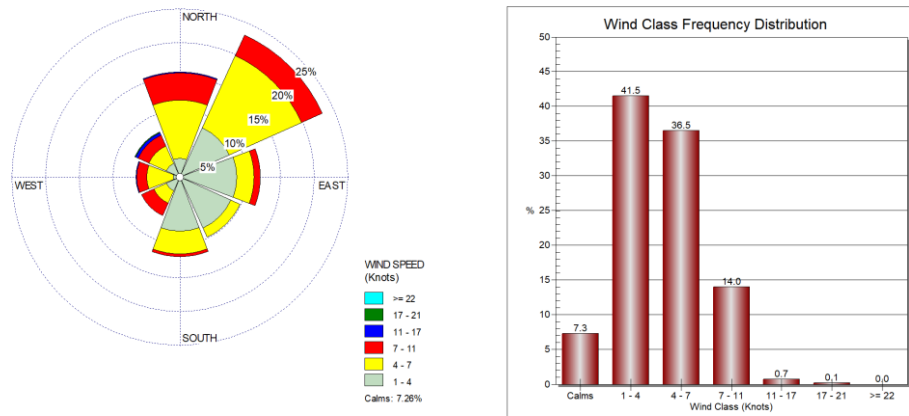 NORTH
25%
20%
15%
10%
5%
WEST
EAST
SOUTH
WIND SPEED
(Knots)
>= 22
17 - 21
11 - 17
7 - 11
4 - 7
1 - 4
Calms: 7.26%
Wind Class Frequency Distribution
50
45
40
35
30
25
20
15
10
5
0
%
7.3
41.5
36.5
14.0
0.7
0.1
0.0
Calms
1 - 4
4 - 7
7 - 11
11 - 17
17 - 21
>= 22
Wind Class (Knots)